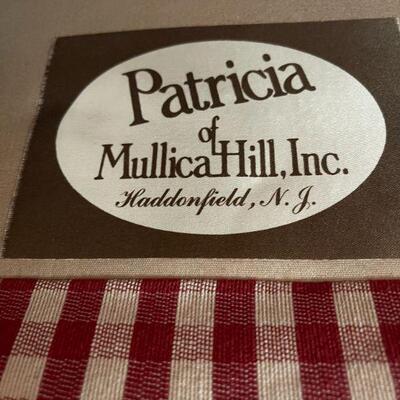 Patricia
of
Mullica Hill, Inc.
Haddonfield, N. J.